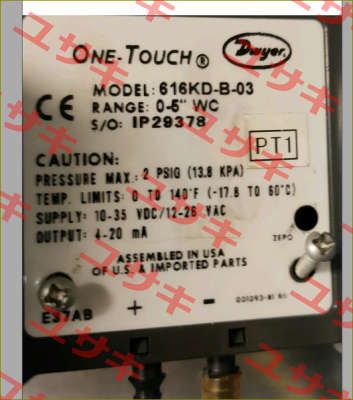 ONE-TOUCH® Dwyer
MODEL: 616KD-B-03
RANGE: 0-5" WC
S/O: IP29378
CE
PT1
CAUTION:
PRESSURE MAX.: 2 PSIG (13.8 KPA)
TEMP. LIMITS: 0 TO 140°F (-17.8 TO 60°C)
SUPPLY: 10-35 VDC/12-26 VAC
OUTPUT: 4-20 mA
ZERO
ASSEMBLED IN USA
OF U.S. & IMPORTED PARTS
E37AB
+ -
ユサキ